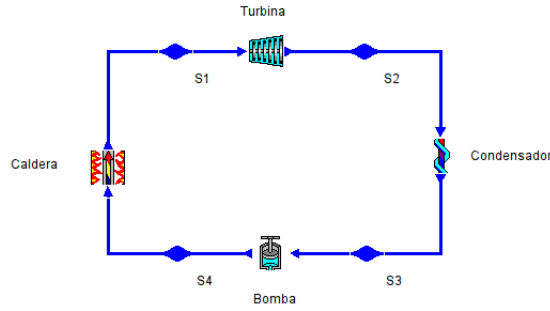 Turbina
S1
S2
Caldera
Condensador
S4
S3
Bomba